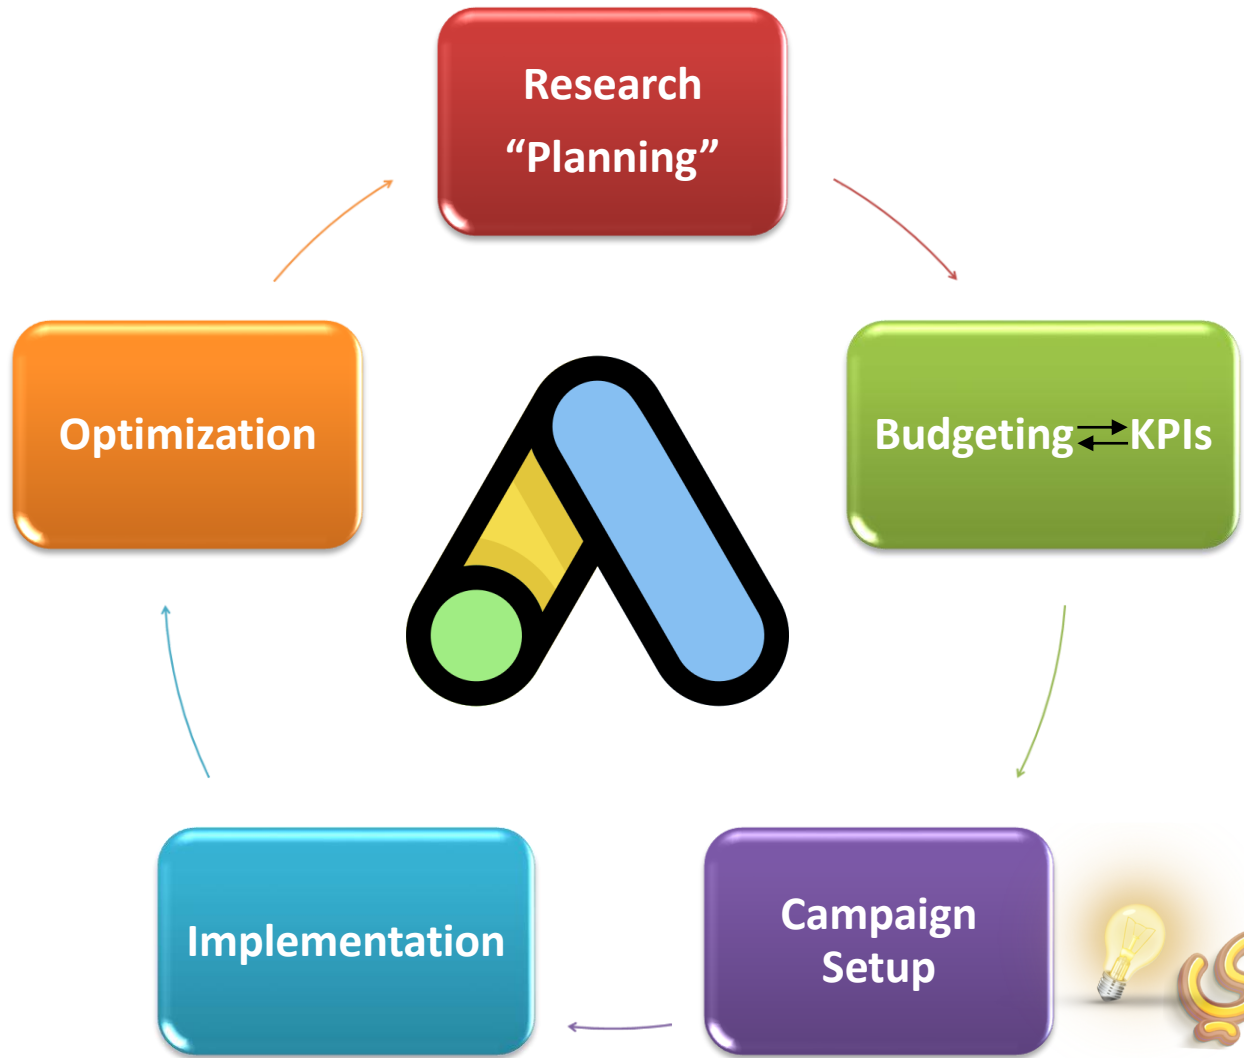 Research
“Planning”
Budgeting KPIs
Campaign
Setup
Implementation
Optimization